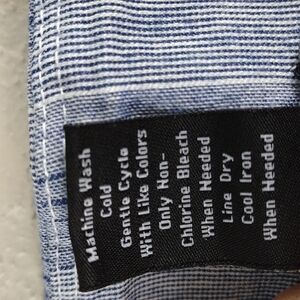 Machine Wash
Cold
Gentle Cycle
With Like Colors
Only Non-
Chlorine Bleach
When Needed
Line Dry
Cool Iron
When Needed